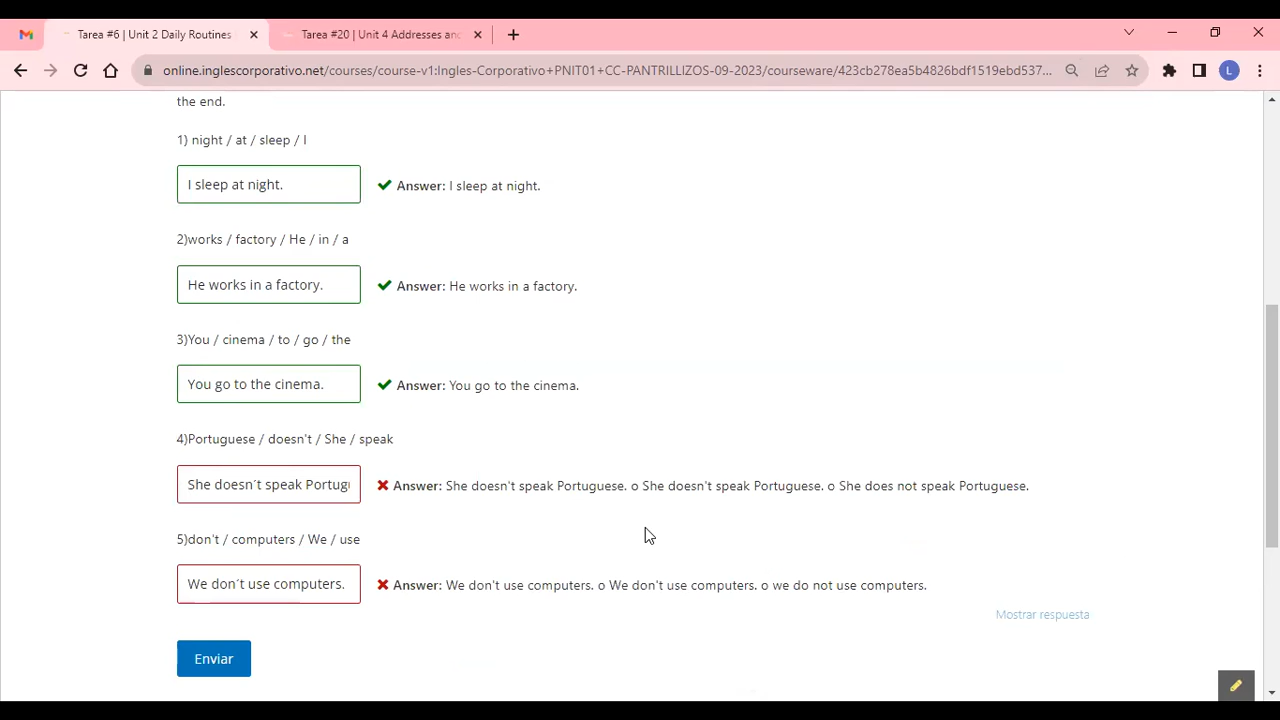 Tarea #6 | Unit 2 Daily Routines
Tarea #20 | Unit 4 Addresses and
online.inglescorporativo.net/courses/course-v1:Ingles-Corporativo+PNIT01+CC-PANTRILLIZOS-09-2023/courseware/423cb278ea5b4826bdf1519ebd537...
L
the end.
1) night / at / sleep / I
I sleep at night.
Answer: I sleep at night.
2)works / factory / He / in / a
He works in a factory.
Answer: He works in a factory.
3)You / cinema / to / go / the
You go to the cinema.
Answer: You go to the cinema.
4)Portuguese / doesn't / She / speak
She doesn´t speak Portugu
Answer: She doesn't speak Portuguese. o She doesn't speak Portuguese. o She does not speak Portuguese.
5)don't / computers / We / use
We don´t use computers.
Answer: We don't use computers. o We don't use computers. o we do not use computers.
Mostrar respuesta
Enviar